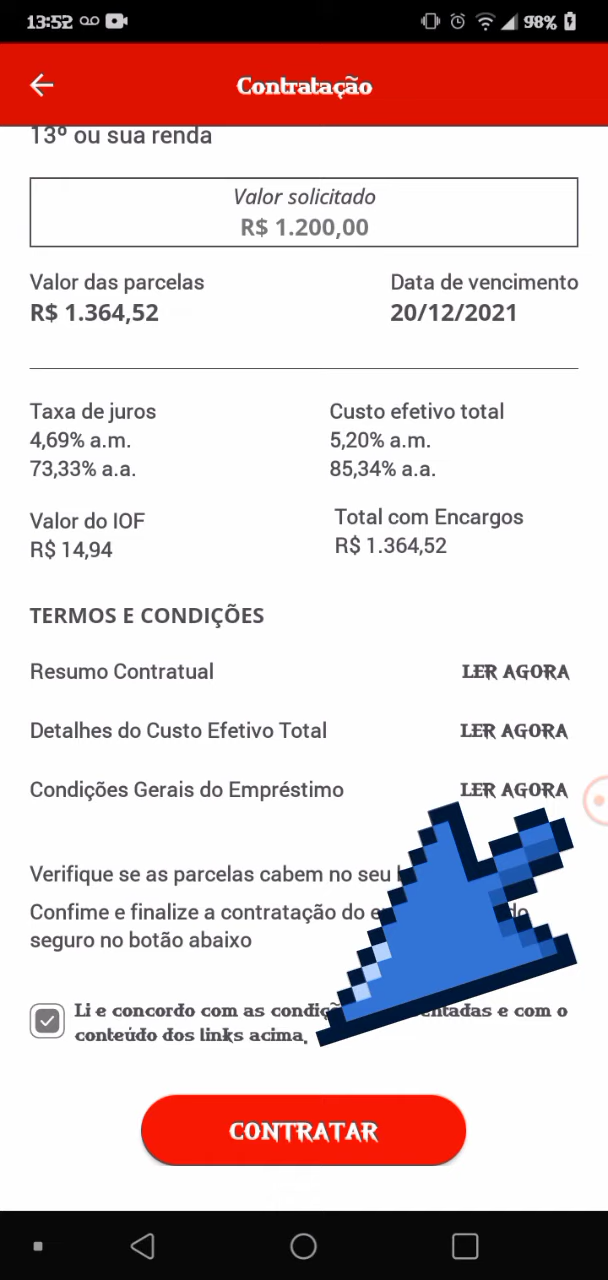 13:52 98%
Contratação
13º ou sua renda
Valor solicitado
R$ 1.200,00
Valor das parcelas Data de vencimento
R$ 1.364,52 20/12/2021
Taxa de juros Custo efetivo total
4,69% a.m. 5,20% a.m.
73,33% a.a. 85,34% a.a.
Valor do IOF Total com Encargos
R$ 14,94 R$ 1.364,52
TERMOS E CONDIÇÕES
Resumo Contratual LER AGORA
Detalhes do Custo Efetivo Total LER AGORA
Condições Gerais do Empréstimo LER AGORA
Verifique se as parcelas cabem no seu
Confime e finalize a contratação do
seguro no botão abaixo
Li e concordo com as e com o
conteúdo dos links acima.
CONTRATAR